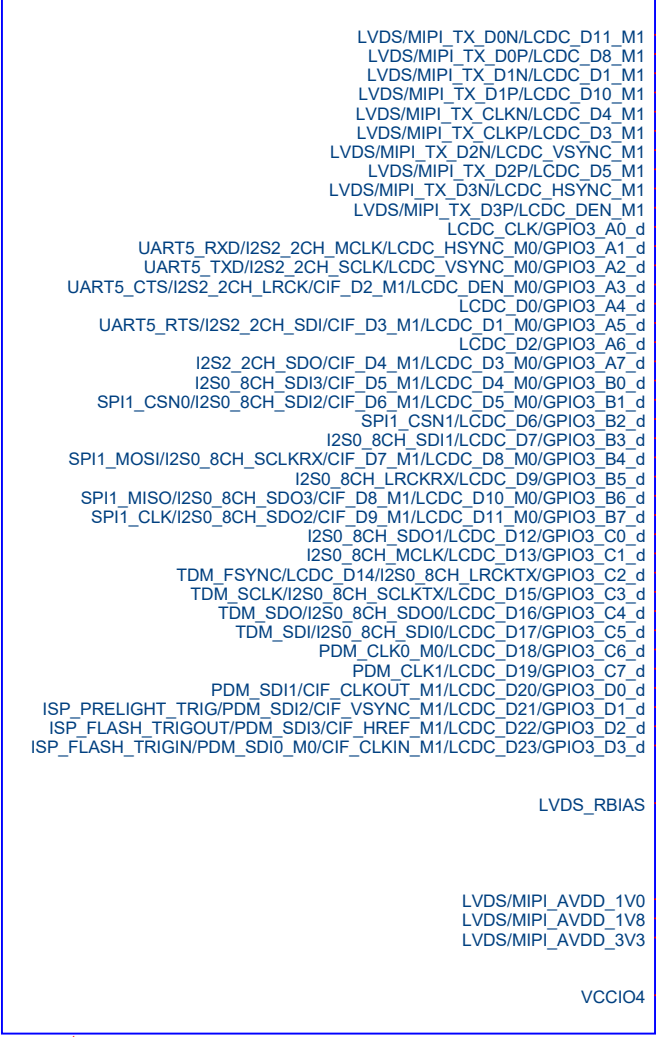 LVDS/MIPI_TX_D0N/LCDC_D11_M1
LVDS/MIPI_TX_D0P/LCDC_D8_M1
LVDS/MIPI_TX_D1N/LCDC_D1_M1
LVDS/MIPI_TX_D1P/LCDC_D10_M1
LVDS/MIPI_TX_CLKN/LCDC_D4_M1
LVDS/MIPI_TX_CLKP/LCDC_D3_M1
LVDS/MIPI_TX_D2N/LCDC_VSYNC_M1
LVDS/MIPI_TX_D2P/LCDC_D5_M1
LVDS/MIPI_TX_D3N/LCDC_HSYNC_M1
LVDS/MIPI_TX_D3P/LCDC_DEN_M1
LCDC_CLK/GPIO3_A0_d
UART5_RXD/I2S2_2CH_MCLK/LCDC_HSYNC_M0/GPIO3_A1_d
UART5_TXD/I2S2_2CH_SCLK/LCDC_VSYNC_M0/GPIO3_A2_d
UART5_CTS/I2S2_2CH_LRCK/CIF_D2_M1/LCDC_DEN_M0/GPIO3_A3_d
LCDC_D0/GPIO3_A4_d
UART5_RTS/I2S2_2CH_SDI/CIF_D3_M1/LCDC_D1_M0/GPIO3_A5_d
LCDC_D2/GPIO3_A6_d
I2S2_2CH_SDO/CIF_D4_M1/LCDC_D3_M0/GPIO3_A7_d
I2S0_8CH_SDI3/CIF_D5_M1/LCDC_D4_M0/GPIO3_B0_d
SPI1_CSN0/I2S0_8CH_SDI2/CIF_D6_M1/LCDC_D5_M0/GPIO3_B1_d
SPI1_CSN1/LCDC_D6/GPIO3_B2_d
I2S0_8CH_SDI1/LCDC_D7/GPIO3_B3_d
SPI1_MOSI/I2S0_8CH_SCLKRX/CIF_D7_M1/LCDC_D8_M0/GPIO3_B4_d
I2S0_8CH_LRCKRX/LCDC_D9/GPIO3_B5_d
SPI1_MISO/I2S0_8CH_SDO3/CIF_D8_M1/LCDC_D10_M0/GPIO3_B6_d
SPI1_CLK/I2S0_8CH_SDO2/CIF_D9_M1/LCDC_D11_M0/GPIO3_B7_d
I2S0_8CH_SDO1/LCDC_D12/GPIO3_C0_d
I2S0_8CH_MCLK/LCDC_D13/GPIO3_C1_d
TDM_FSYNC/LCDC_D14/I2S0_8CH_LRCKTX/GPIO3_C2_d
TDM_SCLK/I2S0_8CH_SCLKTX/LCDC_D15/GPIO3_C3_d
TDM_SDO/I2S0_8CH_SDO0/LCDC_D16/GPIO3_C4_d
TDM_SDI/I2S0_8CH_SDI0/LCDC_D17/GPIO3_C5_d
PDM_CLK0_M0/LCDC_D18/GPIO3_C6_d
PDM_CLK1/LCDC_D19/GPIO3_C7_d
PDM_SDI1/CIF_CLKOUT_M1/LCDC_D20/GPIO3_D0_d
ISP_PRELIGHT_TRIG/PDM_SDI2/CIF_VSYNC_M1/LCDC_D21/GPIO3_D1_d
ISP_FLASH_TRIGOUT/PDM_SDI3/CIF_HREF_M1/LCDC_D22/GPIO3_D2_d
ISP_FLASH_TRIGIN/PDM_SDI0_M0/CIF_CLKIN_M1/LCDC_D23/GPIO3_D3_d
LVDS_RBIAS
LVDS/MIPI_AVDD_1V0
LVDS/MIPI_AVDD_1V8
LVDS/MIPI_AVDD_3V3
VCCIO4